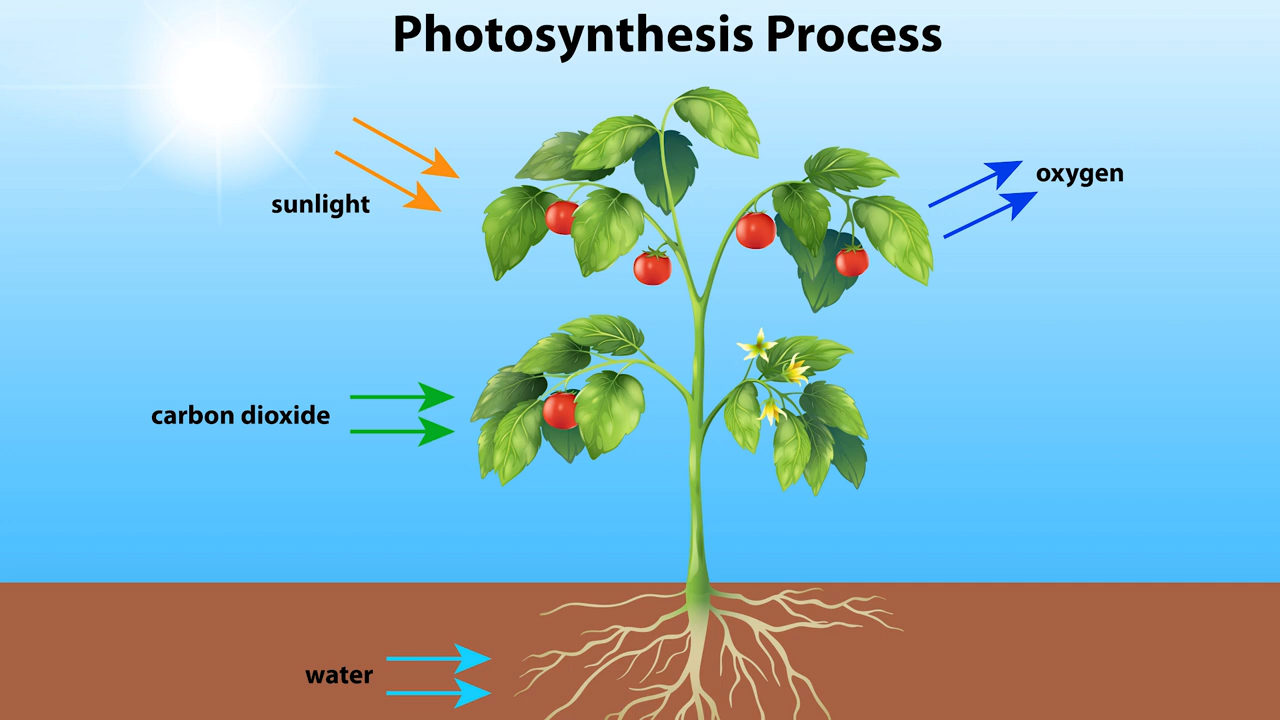 Photosynthesis Process
sunlight
oxygen
carbon dioxide
water